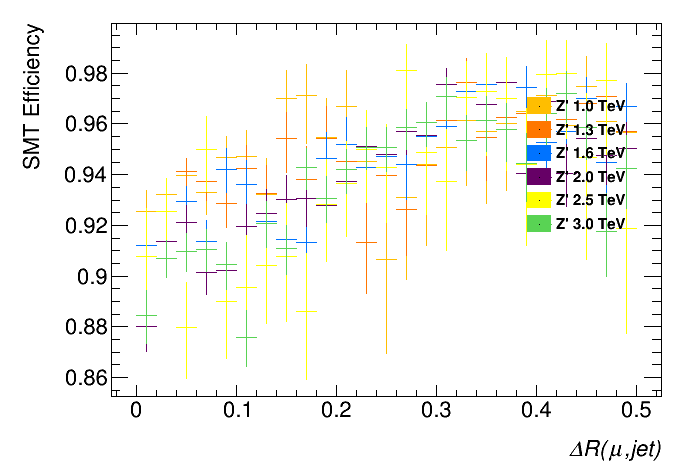 SMT Efficiency
0.98
0.96
0.94
0.92
0.9
0.88
0.86
Z' 1.0 TeV
Z' 1.3 TeV
Z' 1.6 TeV
Z' 2.0 TeV
Z' 2.5 TeV
Z' 3.0 TeV
0 0.1 0.2 0.3 0.4 0.5
ΔR(μ,jet)